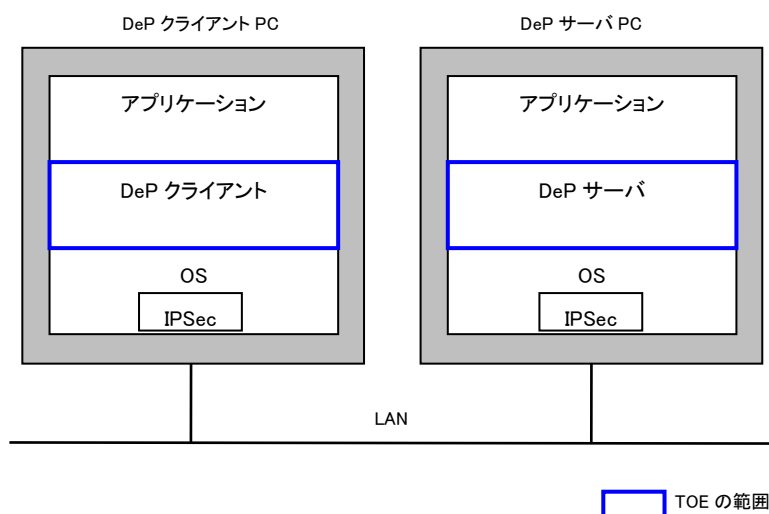 DeP クライアント PC
DeP サーバ PC
アプリケーション
アプリケーション
DeP クライアント
DeP サーバ
OS
OS
IPSec
IPSec
LAN
TOE の範囲